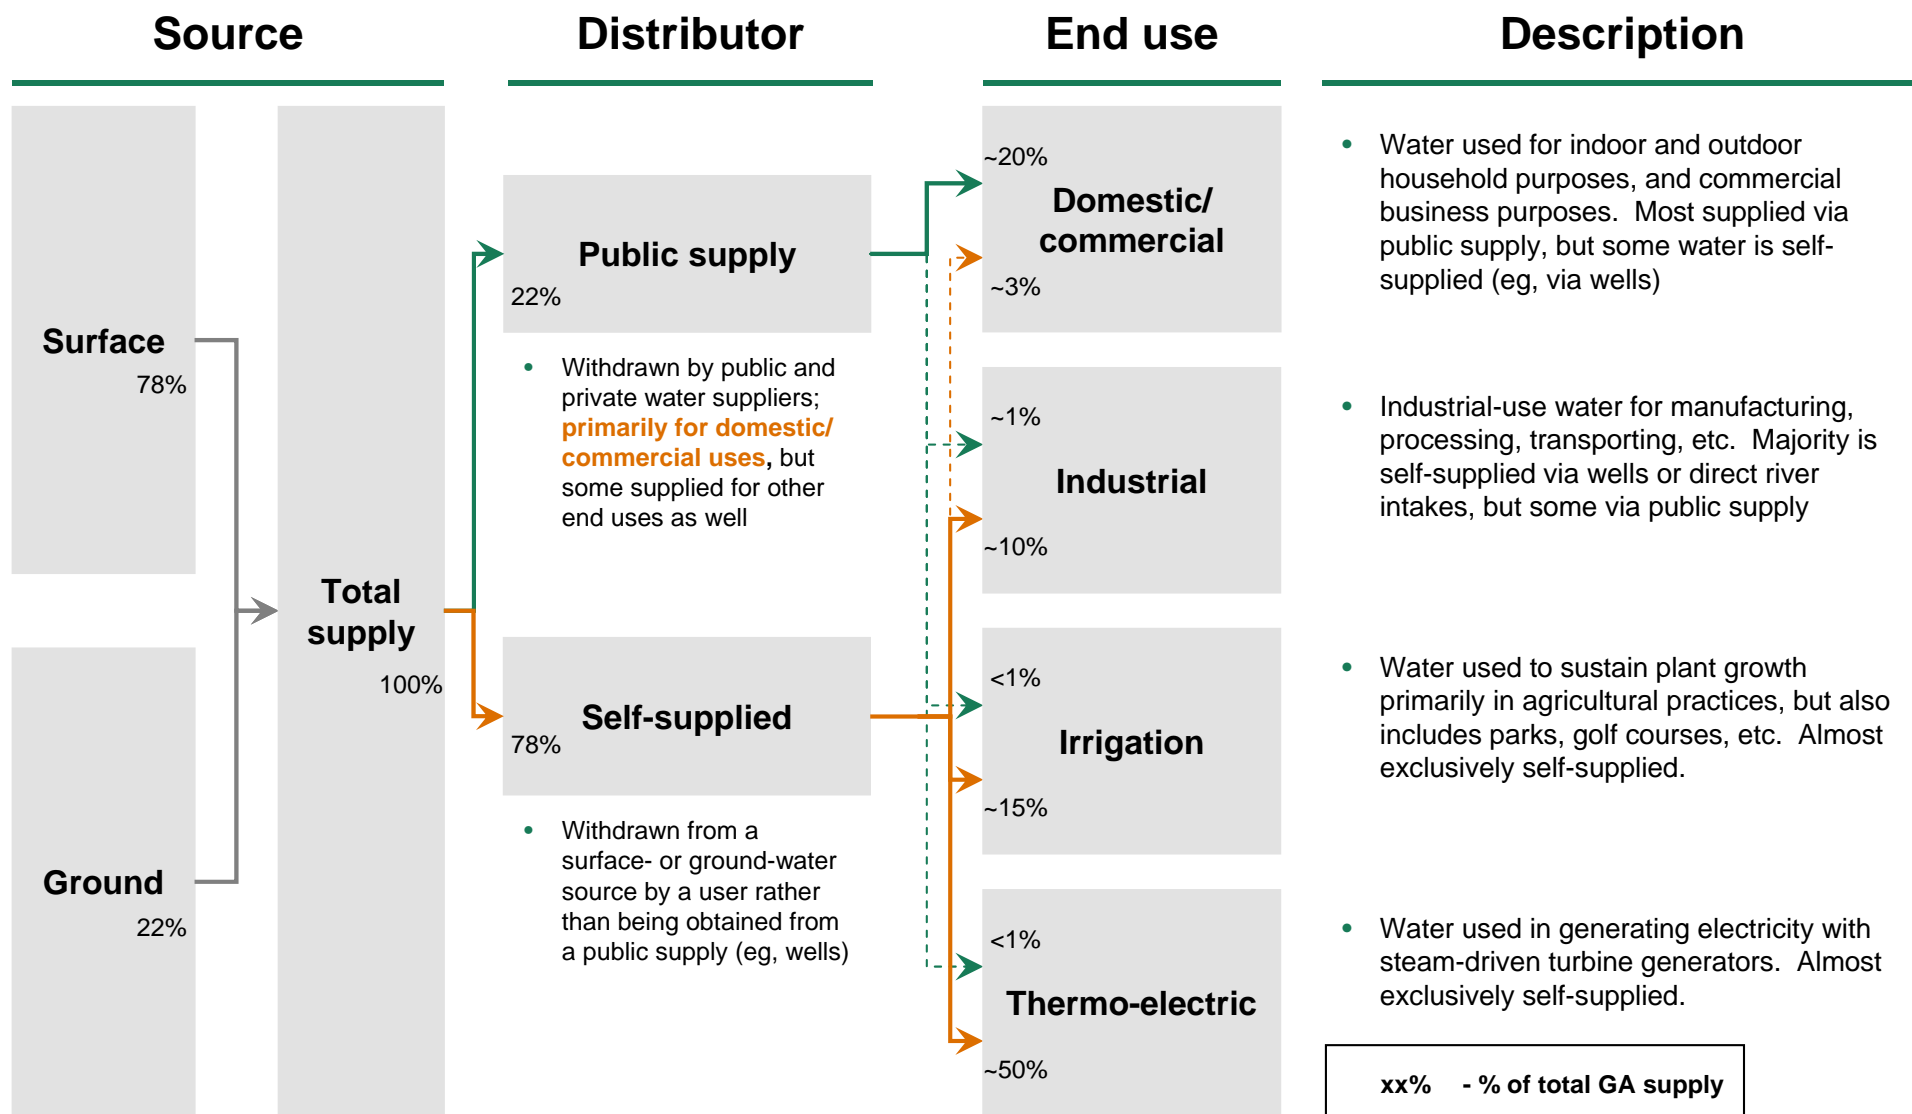 Source
Distributor
End use
Description
Surface
78%
Ground
22%
Total
supply
100%
Public supply
22%
• Withdrawn by public and
private water suppliers;
primarily for domestic/
commercial uses, but
some supplied for other
end uses as well
Self-supplied
78%
• Withdrawn from a
surface- or ground-water
source by a user rather
than being obtained from
a public supply (eg, wells)
~20%
Domestic/
commercial
~3%
• Water used for indoor and outdoor
household purposes, and commercial
business purposes. Most supplied via
public supply, but some water is self-
supplied (eg, via wells)
~1%
Industrial
~10%
• Industrial-use water for manufacturing,
processing, transporting, etc. Majority is
self-supplied via wells or direct river
intakes, but some via public supply
<1%
Irrigation
~15%
• Water used to sustain plant growth
primarily in agricultural practices, but also
includes parks, golf courses, etc. Almost
exclusively self-supplied.
<1%
Thermo-electric
~50%
• Water used in generating electricity with
steam-driven turbine generators. Almost
exclusively self-supplied.
xx% - % of total GA supply